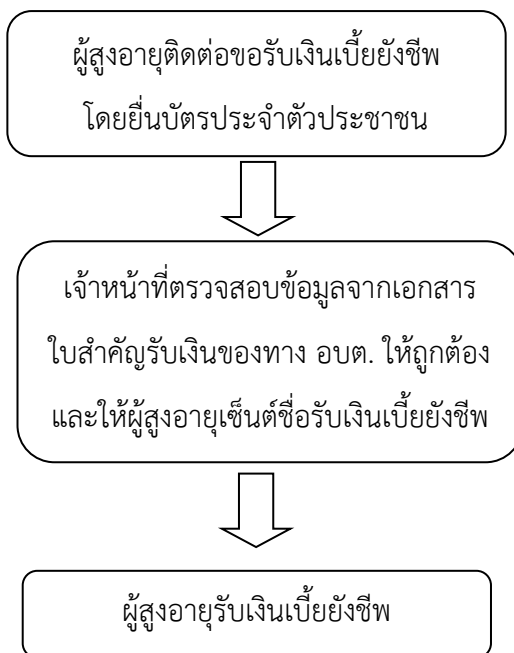 ผู้สูงอายุติดต่อขอรับเงินเบี้ยยังชีพ
โดยยื่นบัตรประจำตัวประชาชน
เจ้าหน้าที่ตรวจสอบข้อมูลจากเอกสาร
ใบสำคัญรับเงินของทาง อบต. ให้ถูกต้อง
และให้ผู้สูงอายุเซ็นต์ชื่อรับเงินเบี้ยยังชีพ
ผู้สูงอายุรับเงินเบี้ยยังชีพ